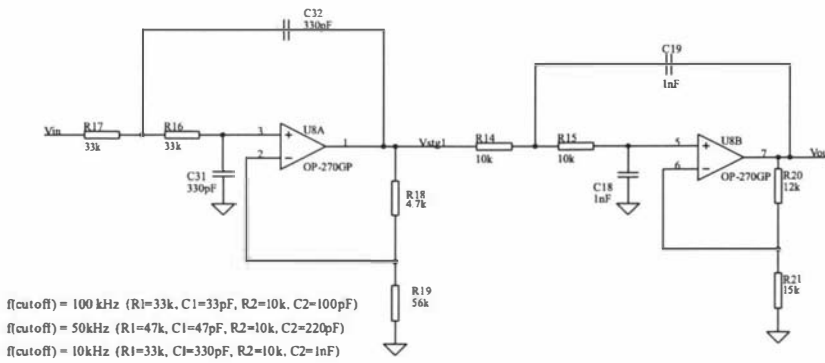 C32
330pF
C19
1nF
Vin
R17
33k
R16
33k
3
2
U8A
1
OP-270GP
C31
330pF
Vstg1
R14
10k
R15
10k
5
6
U8B
7
OP-270GP
C18
1nF
R18
4.7k
R19
56k
R20
12k
R21
15k
f(cutoff) = 100 kHz (R1=33k, C1=33pF, R2=10k, C2=100pF)
f(cutoff) = 50kHz (R1=47k, C1=47pF, R2=10k, C2=220pF)
f(cutoff) = 10kHz (R1=33k, C1=330pF, R2=10k, C2=1nF)